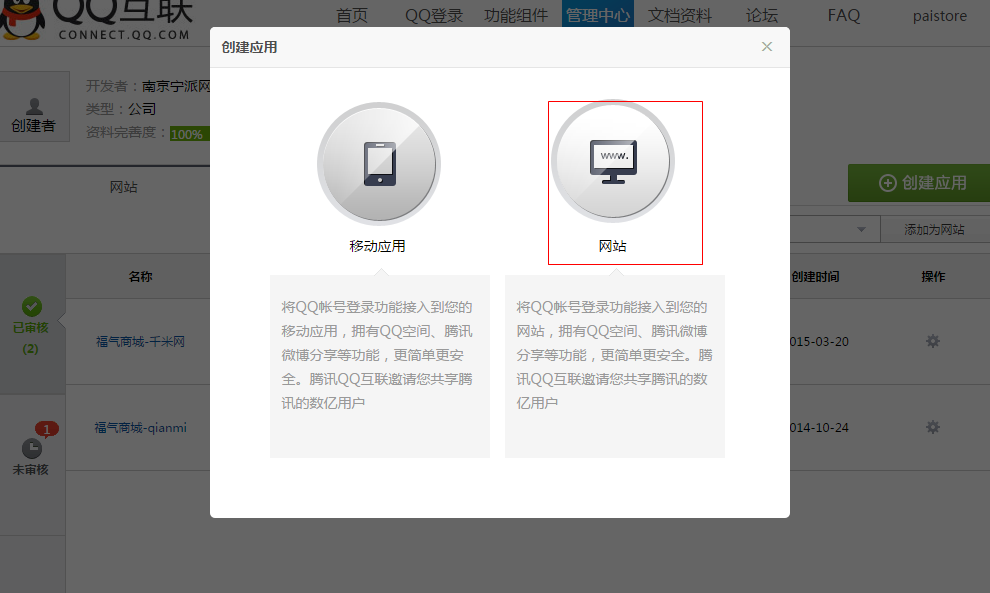 QQ互联
CONNECT.QQ.COM
首页 QQ登录 功能组件 管理中心 文档资料 论坛 FAQ paistore
创建者
开发者：南京宁派网
类型：公司
资料完善度：100%
网站
创建应用
添加为网站
名称 创建时间 操作
已审核
(2)
福气商城-千米网 015-03-20
福气商城-qianmi 014-10-24
1
未审核
创建应用
移动应用
将QQ帐号登录功能接入到您的
移动应用，拥有QQ空间、腾讯
微博分享等功能，更简单更安
全。腾讯QQ互联邀请您共享腾
讯的数亿用户
www.
网站
将QQ帐号登录功能接入到您的
网站，拥有QQ空间、腾讯微博
分享等功能，更简单更安全。腾
讯QQ互联邀请您共享腾讯的数
亿用户